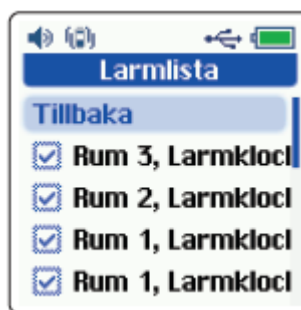 Larmlista
Tillbaka
Rum 3, Larmklocl
Rum 2, Larmklocl
Rum 1, Larmklocl
Rum 1, Larmklocl